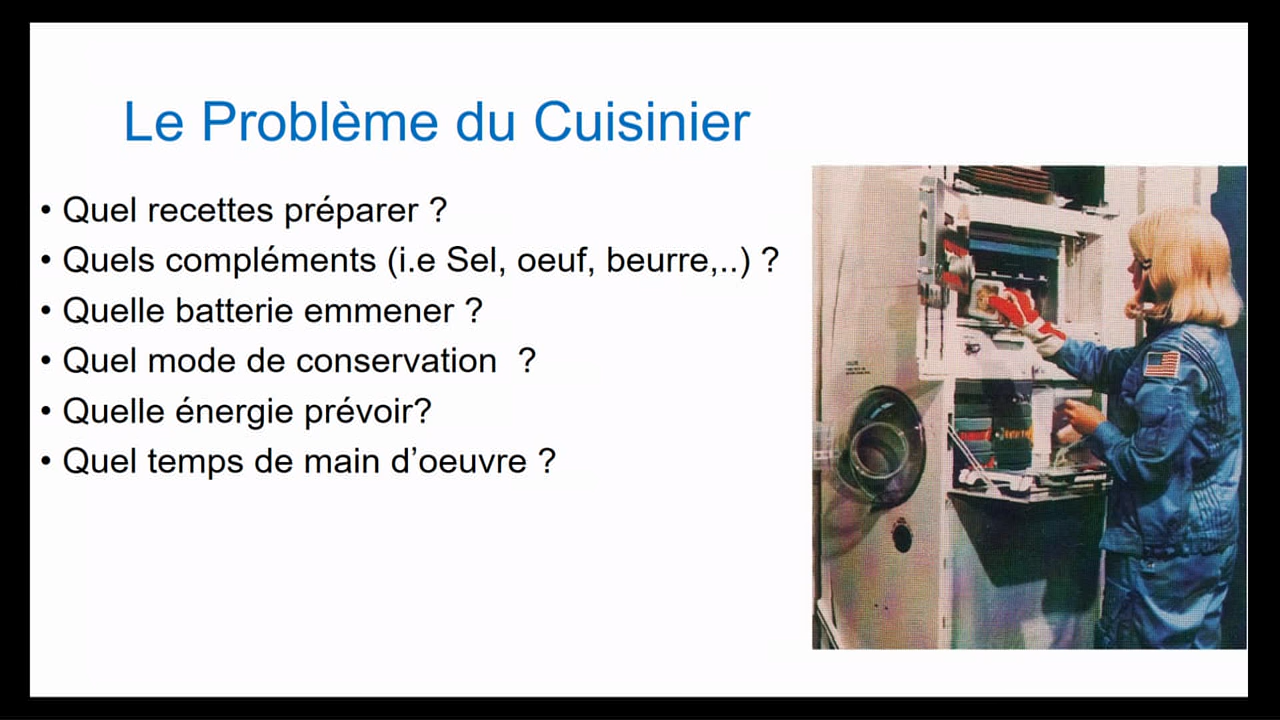 Le Problème du Cuisinier
• Quel recettes préparer ?
• Quels compléments (i.e Sel, oeuf, beurre,..) ?
• Quelle batterie emmener ?
• Quel mode de conservation  ?
• Quelle énergie prévoir?
• Quel temps de main d’oeuvre ?